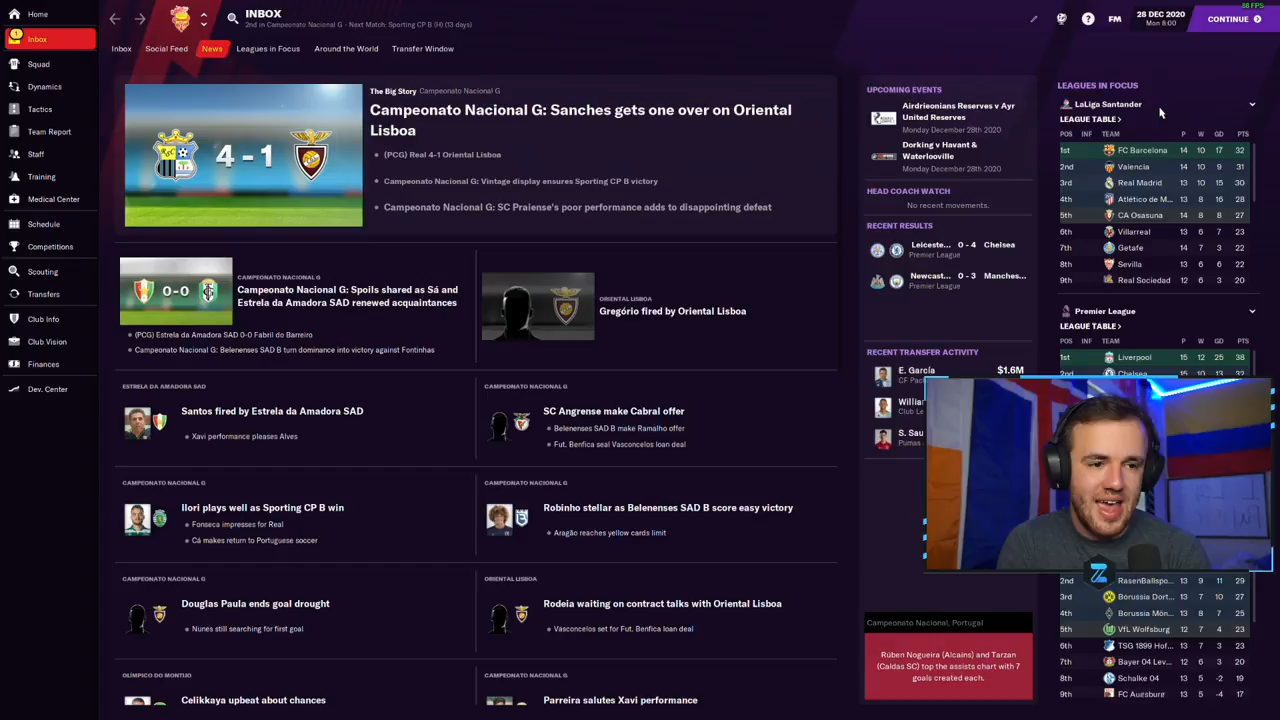 88 FPS
Home
INBOX
2nd in Campeonato Nacional G - Next Match: Sporting CP B (H) (13 days)
FM
28 DEC 2020
Mon 8:00
CONTINUE
1
Inbox
Squad
Dynamics
Tactics
Team Report
Staff
Training
Medical Center
Schedule
Competitions
Scouting
Transfers
Club Info
Club Vision
Finances
Dev. Center
Inbox
Social Feed
News
Leagues in Focus
Around the World
Transfer Window
4 - 1
The Big Story Campeonato Nacional G
Campeonato Nacional G: Sanches gets one over on Oriental
Lisboa
(PCG) Real 4-1 Oriental Lisboa
Campeonato Nacional G: Vintage display ensures Sporting CP B victory
Campeonato Nacional G: SC Praiense's poor performance adds to disappointing defeat
0-0
CAMPEONATO NACIONAL G
Campeonato Nacional G: Spoils shared as Sá and
Estrela da Amadora SAD renewed acquaintances
(PCG) Estrela da Amadora SAD 0-0 Fabril do Barreiro
Campeonato Nacional G: Belenenses SAD B turn dominance into victory against Fontinhas
ORIENTAL LISBOA
Gregório fired by Oriental Lisboa
ESTRELA DA AMADORA SAD
Santos fired by Estrela da Amadora SAD
Xavi performance pleases Alves
CAMPEONATO NACIONAL G
SC Angrense make Cabral offer
Belenenses SAD B make Ramalho offer
Fut. Benfica seal Vasconcelos loan deal
CAMPEONATO NACIONAL G
Ilori plays well as Sporting CP B win
Fonseca impresses for Real
Cá makes return to Portuguese soccer
CAMPEONATO NACIONAL G
Robinho stellar as Belenenses SAD B score easy victory
Aragão reaches yellow cards limit
CAMPEONATO NACIONAL G
Douglas Paula ends goal drought
Nunes still searching for first goal
ORIENTAL LISBOA
Rodeia waiting on contract talks with Oriental Lisboa
Vasconcelos set for Fut. Benfica loan deal
OLÍMPICO DO MONTIJO
Celikkaya upbeat about chances
CAMPEONATO NACIONAL G
Parreira salutes Xavi performance
UPCOMING EVENTS
Airdrieonians Reserves v Ayr
United Reserves
Monday December 28th 2020
Dorking v Havant &
Waterlooville
Monday December 28th 2020
HEAD COACH WATCH
No recent movements.
RECENT RESULTS
Leiceste... 0 - 4 Chelsea
Premier League
Newcast... 0 - 3 Manches...
Premier League
RECENT TRANSFER ACTIVITY
E. García $1.6M
CF Pac
Willia
Club Le
S. Sau
Pumas
Campeonato Nacional, Portugal
Rúben Nogueira (Alcains) and Tarzan
(Caldas SC) top the assists chart with 7
goals created each.
LEAGUES IN FOCUS
LaLiga Santander
LEAGUE TABLE >
POS INF TEAM P W GD PTS
1st FC Barcelona 14 10 17 32
2nd Valencia 14 10 9 31
3rd Real Madrid 13 10 15 30
4th Atlético de M... 13 8 16 28
5th CA Osasuna 14 8 8 27
6th Villarreal 13 6 7 23
7th Getafe 14 7 3 22
8th Sevilla 13 6 6 22
9th Real Sociedad 12 6 3 20
Premier League
LEAGUE TABLE >
POS INF TEAM P W GD PTS
1st Liverpool 15 12 25 38
2nd Chelsea 15 10 13 32
2nd RasenBallspo... 13 9 11 29
3rd Borussia Dort... 13 7 10 27
4th Borussia Mön... 13 8 7 25
5th VfL Wolfsburg 12 7 4 23
6th TSG 1899 Hof... 13 7 3 23
7th Bayer 04 Lev... 12 6 3 20
8th Schalke 04 13 5 -2 19
9th FC Augsburg 13 5 -4 17